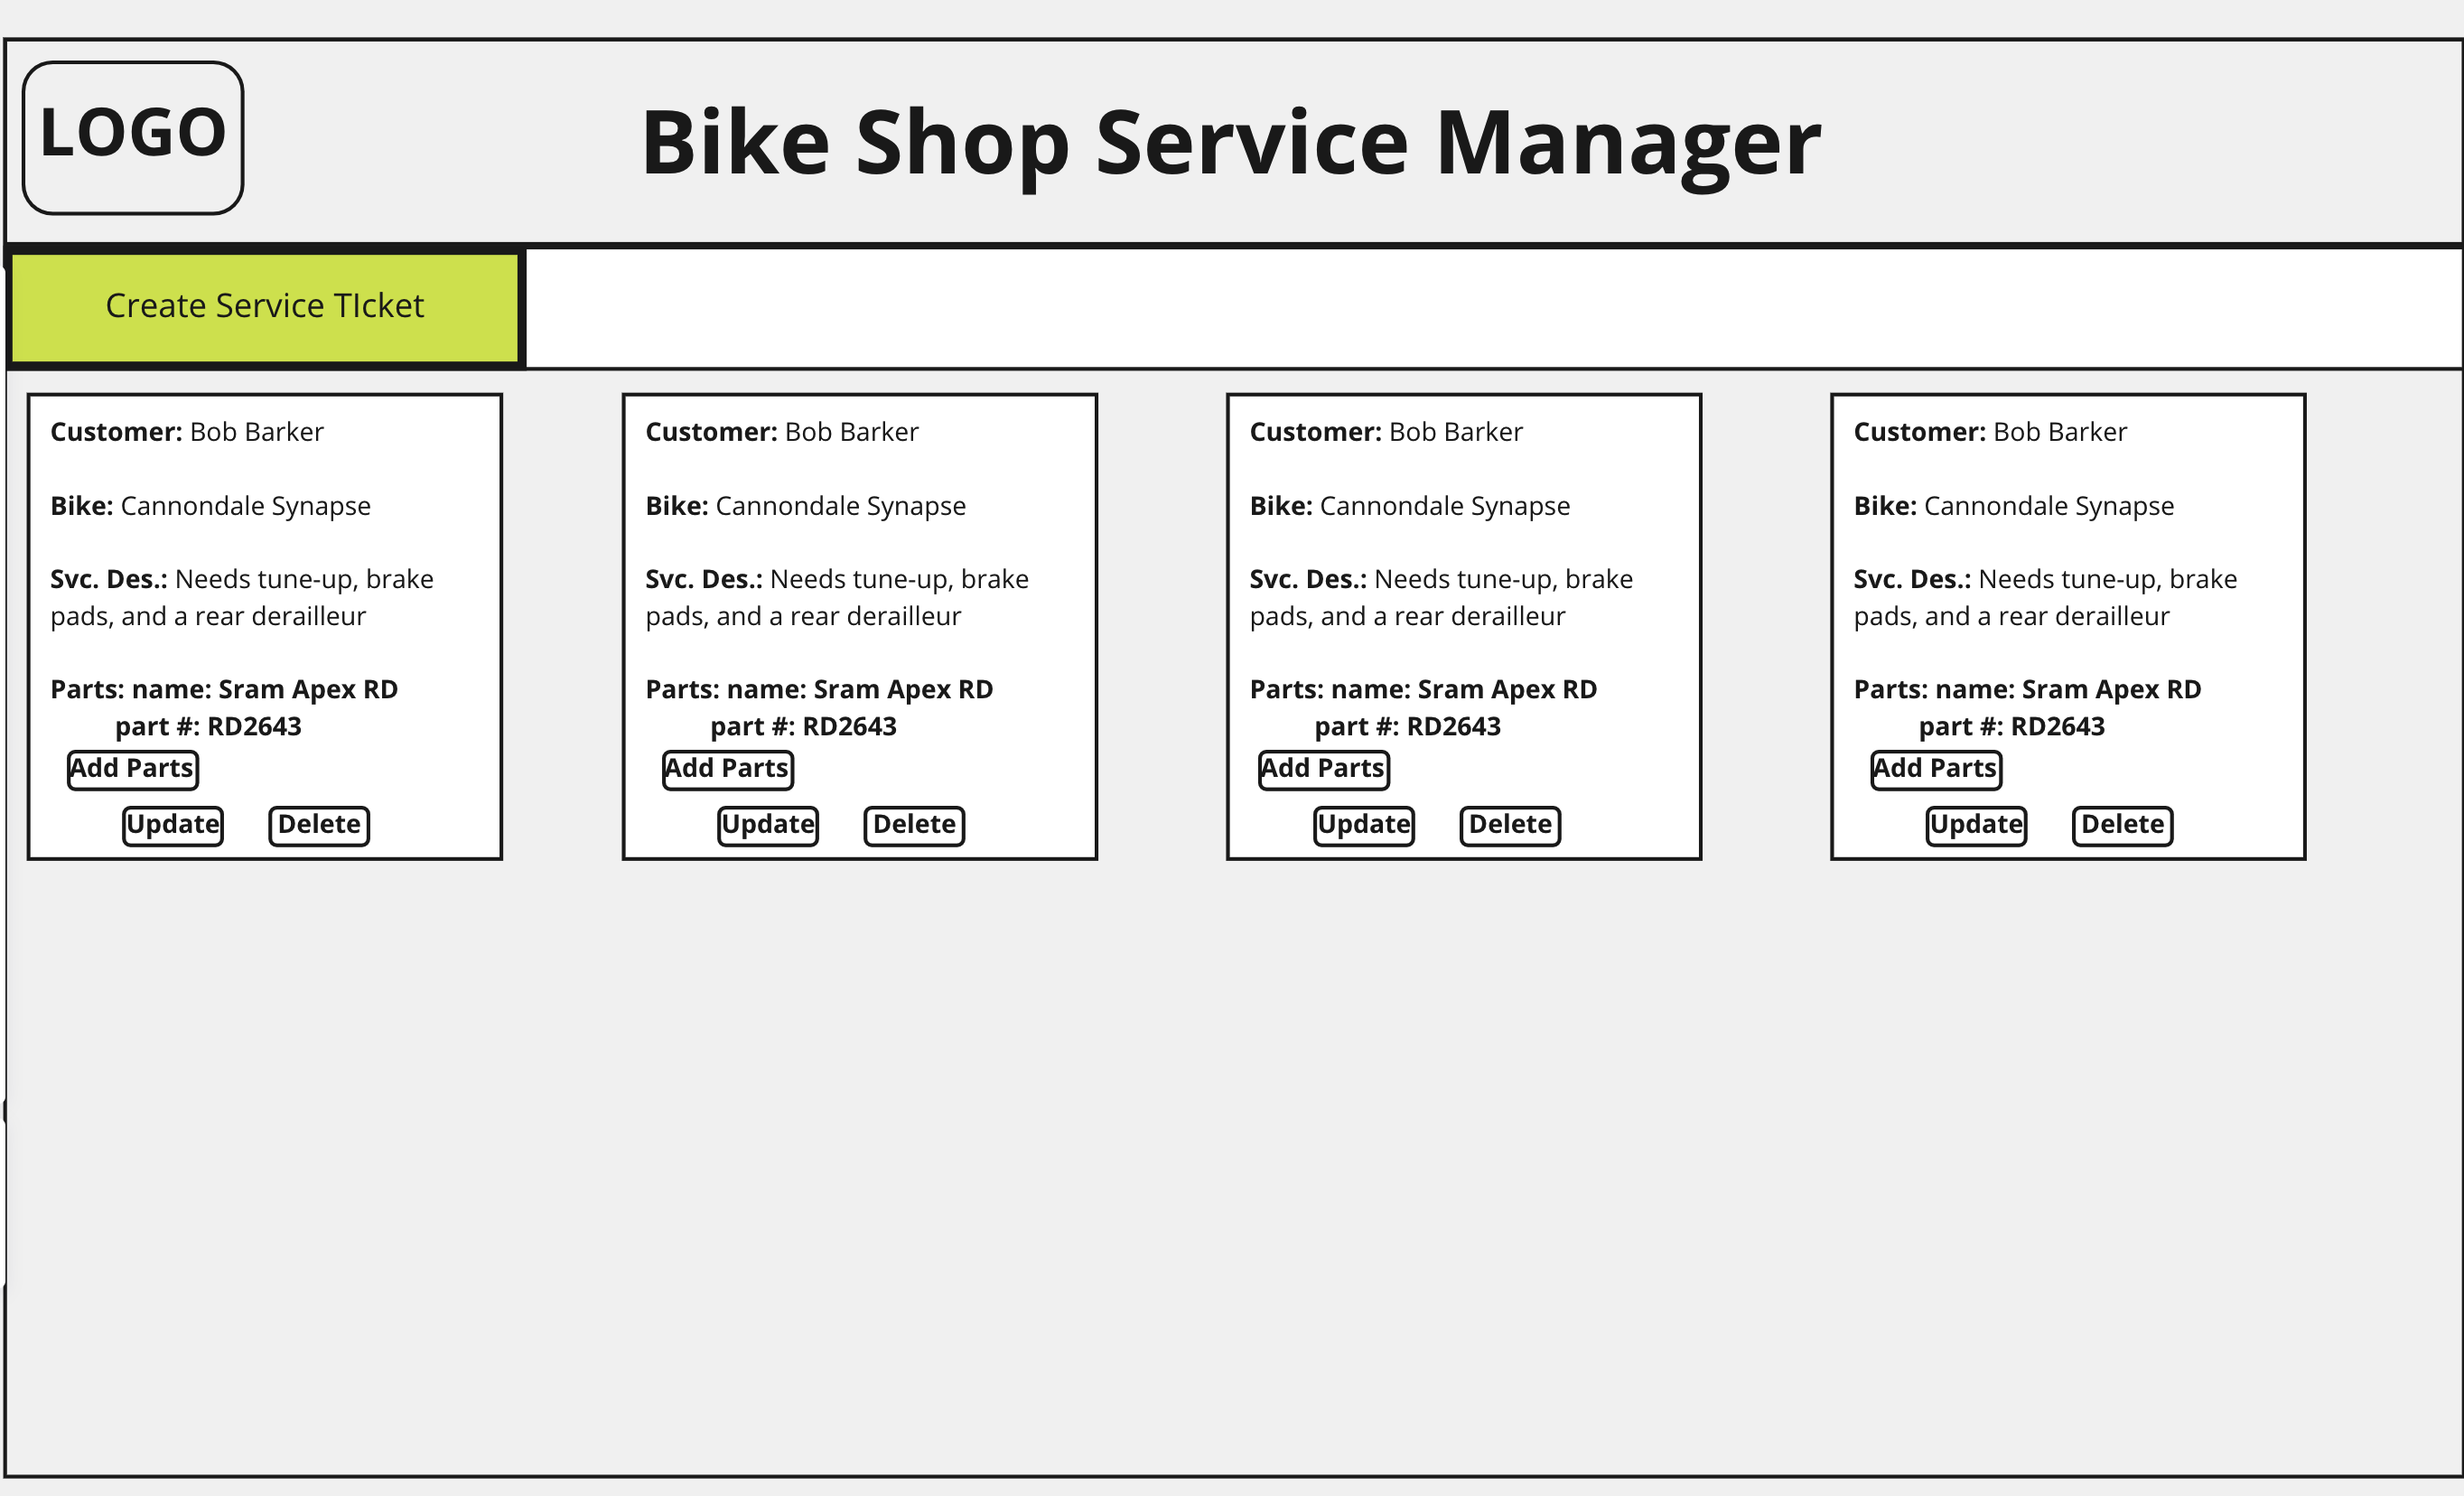 LOGO
Bike Shop Service Manager
Create Service TIcket
Customer: Bob Barker
Bike: Cannondale Synapse
Svc. Des.: Needs tune-up, brake
pads, and a rear derailleur
Parts: name: Sram Apex RD
part #: RD2643
Add Parts
Update Delete
Customer: Bob Barker
Bike: Cannondale Synapse
Svc. Des.: Needs tune-up, brake
pads, and a rear derailleur
Parts: name: Sram Apex RD
part #: RD2643
Add Parts
Update Delete
Customer: Bob Barker
Bike: Cannondale Synapse
Svc. Des.: Needs tune-up, brake
pads, and a rear derailleur
Parts: name: Sram Apex RD
part #: RD2643
Add Parts
Update Delete
Customer: Bob Barker
Bike: Cannondale Synapse
Svc. Des.: Needs tune-up, brake
pads, and a rear derailleur
Parts: name: Sram Apex RD
part #: RD2643
Add Parts
Update Delete